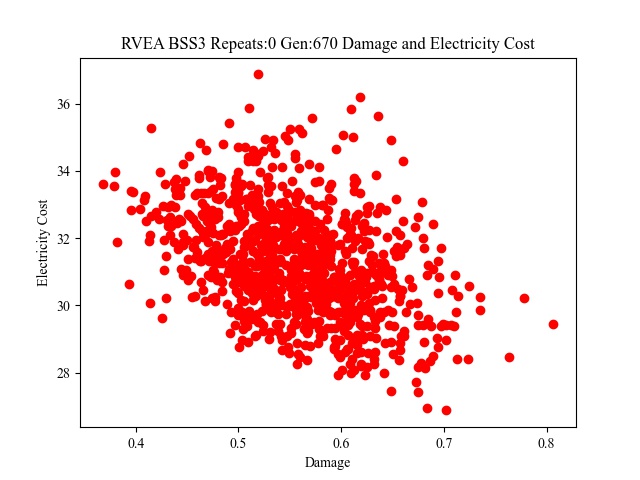 RVEA BSS3 Repeats:0 Gen:670 Damage and Electricity Cost
36
34
32
30
28
Electricity Cost
0.4 0.5 0.6 0.7 0.8
Damage